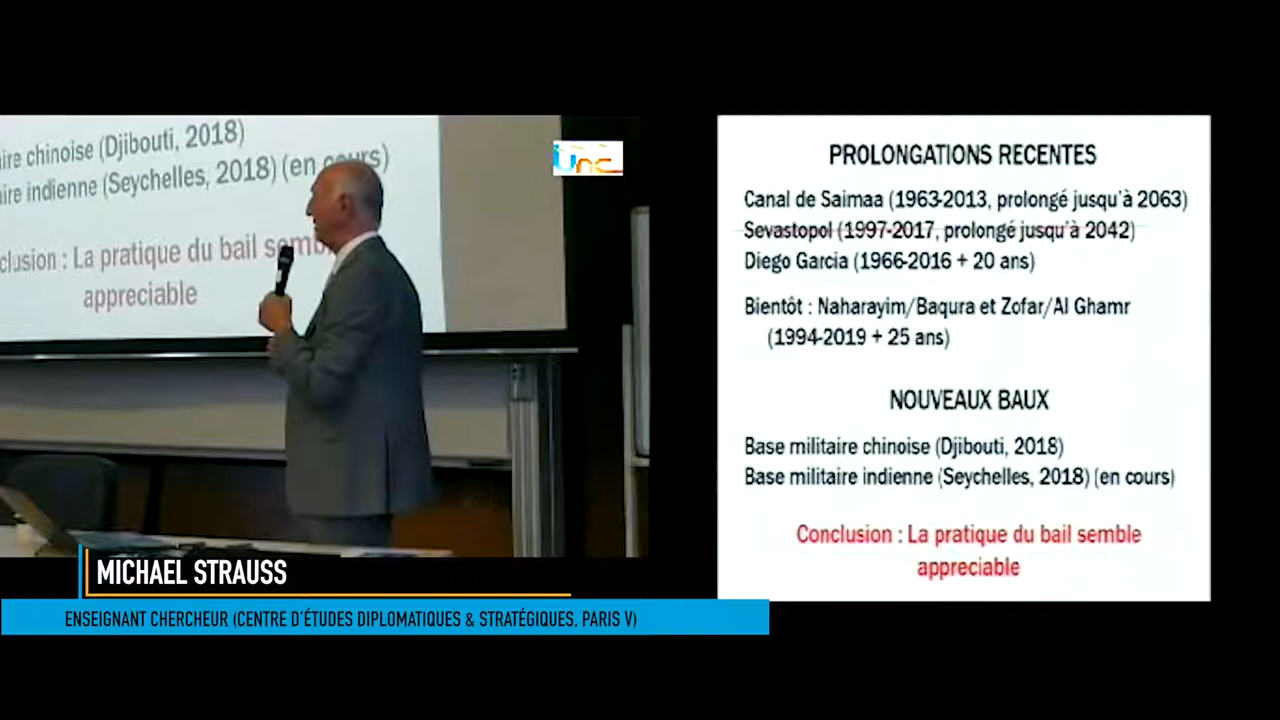 ire chinoise (Djibouti, 2018)
ire indienne (Seychelles, 2018) (en cours)
clusion : La pratique du bail
appreciable
Unc
PROLONGATIONS RECENTES
Canal de Saimaa (1963-2013, prolongé jusqu'à 2063)
Sevastopol (1997-2017, prolongé jusqu'à 2042)
Diego Garcia (1966-2016 + 20 ans)
Bientôt : Naharayim/Baqura et Zofar/Al Ghamr
(1994-2019 + 25 ans)
NOUVEAUX BAUX
Base militaire chinoise (Djibouti, 2018)
Base militaire indienne (Seychelles, 2018) (en cours)
Conclusion : La pratique du bail semble
appreciable
MICHAEL STRAUSS
ENSEIGNANT CHERCHEUR (CENTRE D'ÉTUDES DIPLOMATIQUES & STRATÉGIQUES, PARIS V)